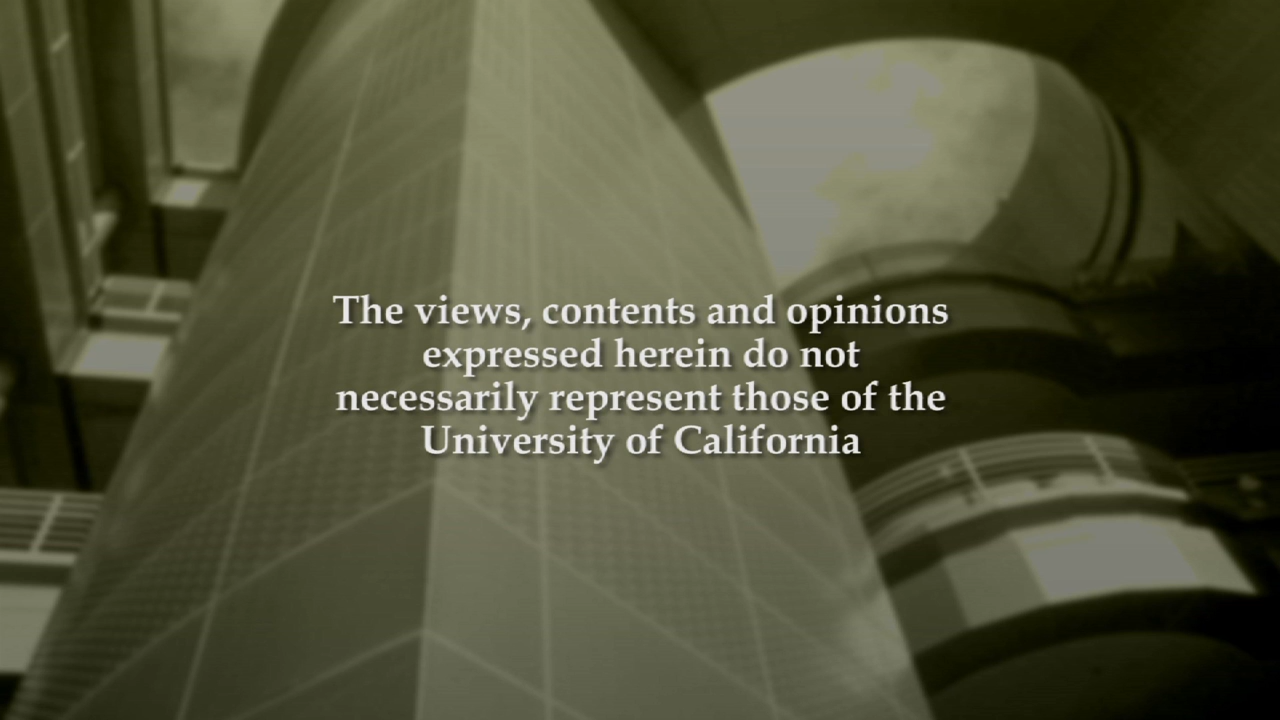 The views, contents and opinions
expressed herein do not
necessarily represent those of the
University of California